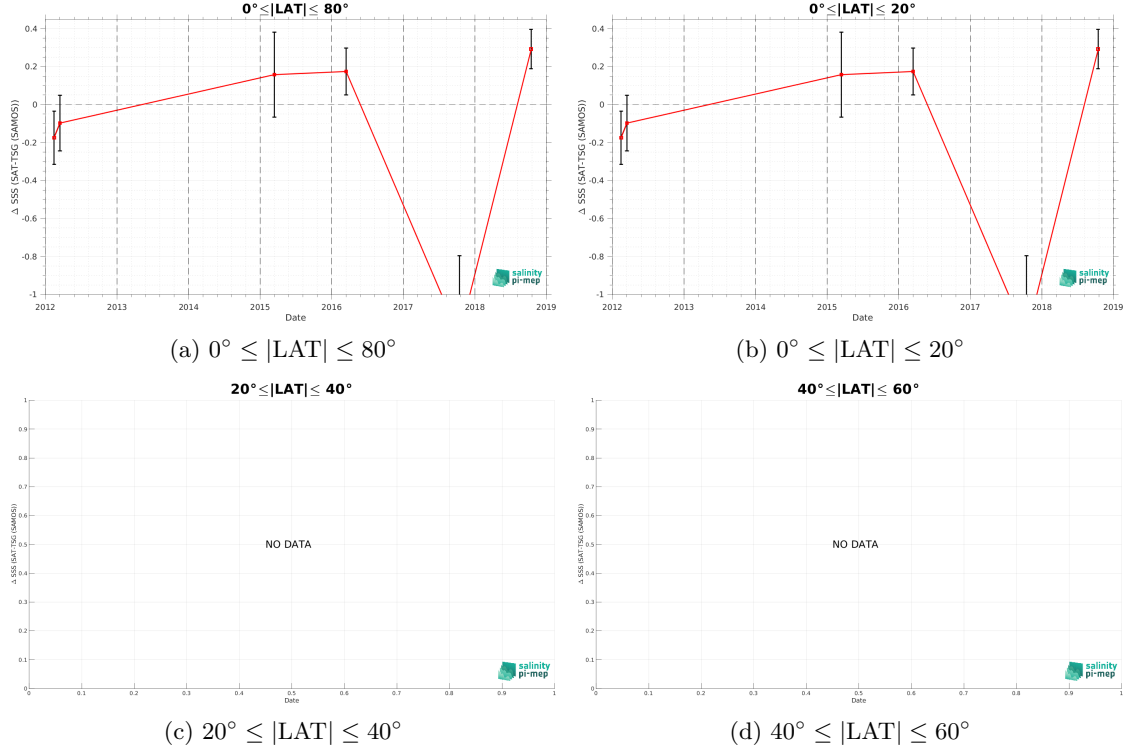 0°≤|LAT|≤ 80°
0.4
0.2
0
-0.2
-0.4
-0.6
-0.8
-1
Δ SSS (SAT-TSG (SAMOS))
2012
2013
2014
2015
2016
2017
2018
2019
Date
salinity
pi-mep
(a) 0° ≤ |LAT| ≤ 80°
0°≤|LAT|≤ 20°
0.4
0.2
0
-0.2
-0.4
-0.6
-0.8
-1
Δ SSS (SAT-TSG (SAMOS))
2012
2013
2014
2015
2016
2017
2018
2019
Date
salinity
pi-mep
(b) 0° ≤ |LAT| ≤ 20°
20°≤|LAT|≤ 40°
1
0.9
0.8
0.7
0.6
0.5
0.4
0.3
0.2
0.1
0
Δ SSS (SAT-TSG (SAMOS))
NO DATA
0
0.1
0.2
0.3
0.4
0.5
0.6
0.7
0.8
0.9
1
Date
salinity
pi-mep
(c) 20° ≤ |LAT| ≤ 40°
40°≤|LAT|≤ 60°
1
0.9
0.8
0.7
0.6
0.5
0.4
0.3
0.2
0.1
0
Δ SSS (SAT-TSG (SAMOS))
NO DATA
0
0.1
0.2
0.3
0.4
0.5
0.6
0.7
0.8
0.9
1
Date
salinity
pi-mep
(d) 40° ≤ |LAT| ≤ 60°